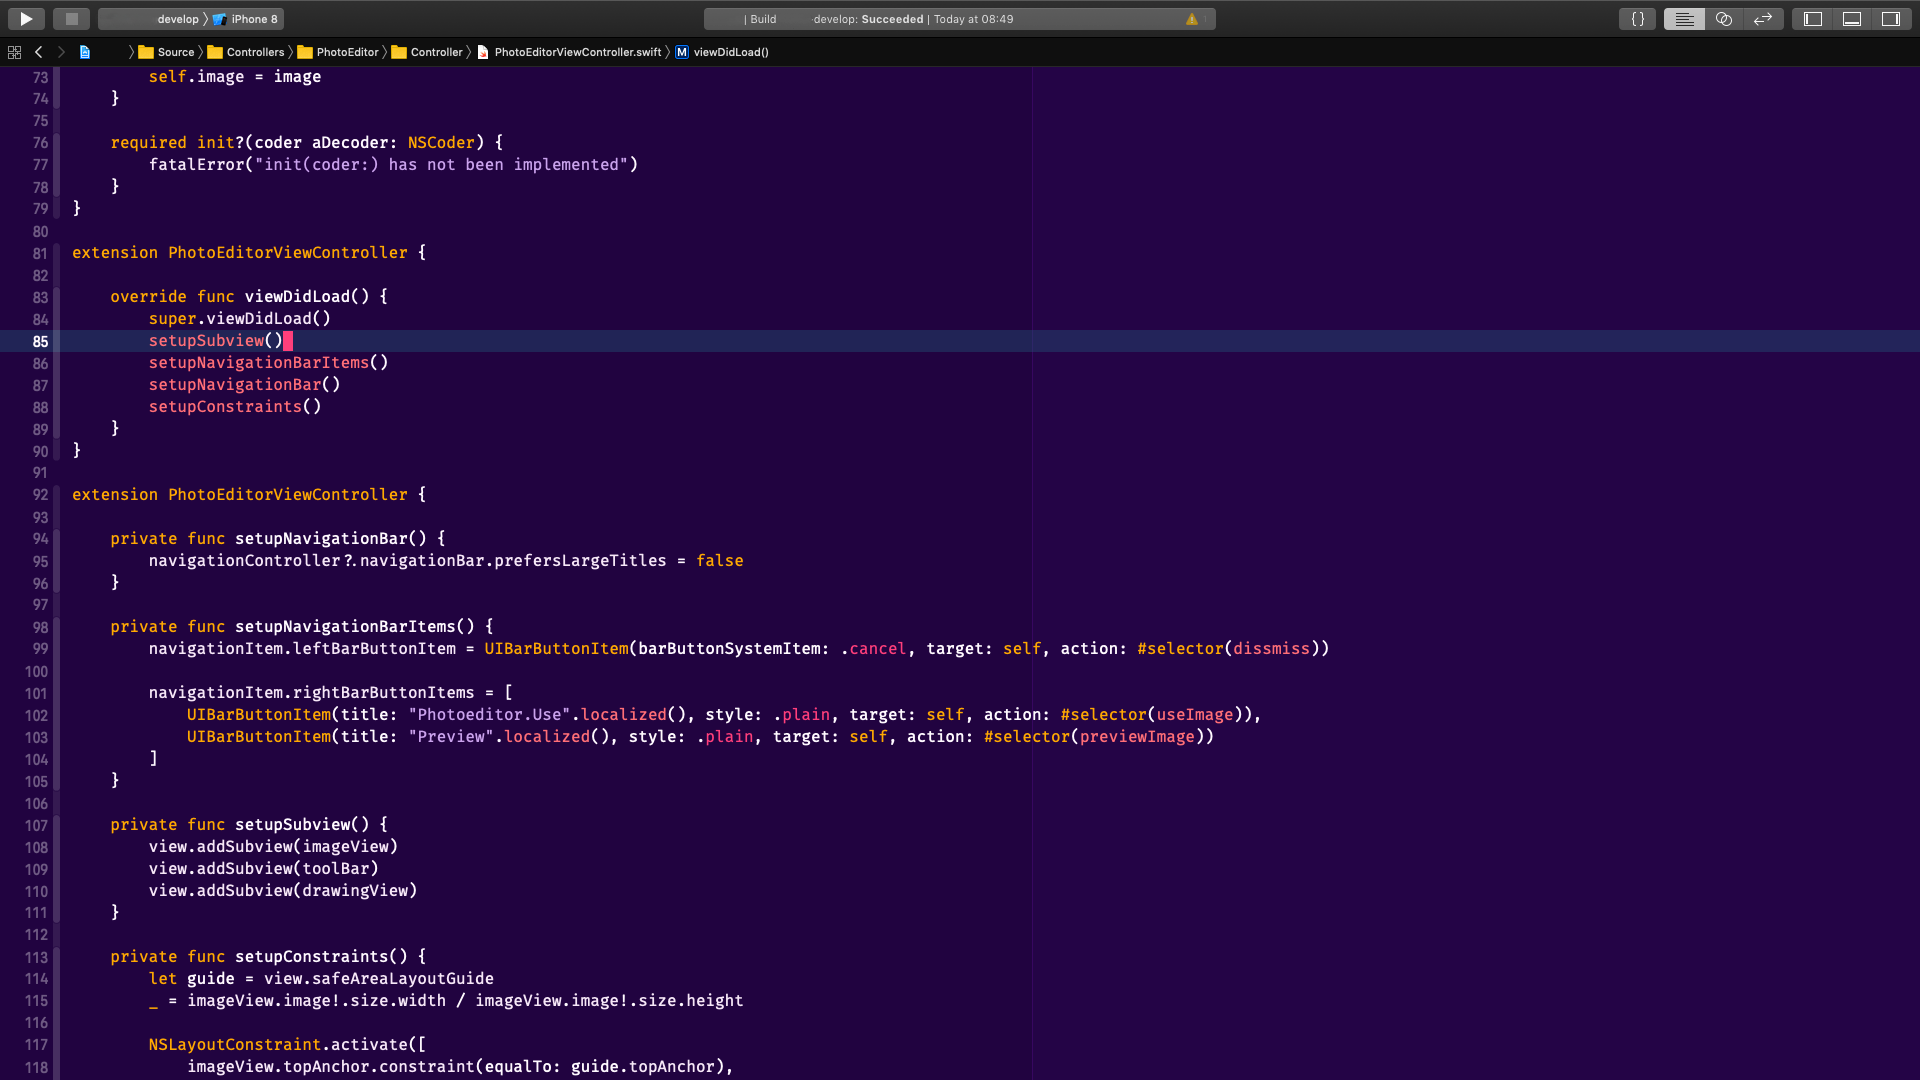 develop 〉 iPhone 8
| Build develop: Succeeded | Today at 08:49
Source 〉 Controllers 〉 PhotoEditor 〉 Controller 〉 PhotoEditorViewController.swift 〉 M viewDidLoad()
73 self.image = image
74 }
75
76 required init?(coder aDecoder: NSCoder) {
77 fatalError("init(coder:) has not been implemented")
78 }
79 }
80
81 extension PhotoEditorViewController {
82
83 override func viewDidLoad() {
84 super.viewDidLoad()
85 setupSubview()
86 setupNavigationBarItems()
87 setupNavigationBar()
88 setupConstraints()
89 }
90 }
91
92 extension PhotoEditorViewController {
93
94 private func setupNavigationBar() {
95 navigationController?.navigationBar.prefersLargeTitles = false
96 }
97
98 private func setupNavigationBarItems() {
99 navigationItem.leftBarButtonItem = UIBarButtonItem(barButtonSystemItem: .cancel, target: self, action: #selector(dissmiss))
100
101 navigationItem.rightBarButtonItems = [
102 UIBarButtonItem(title: "Photoeditor.Use".localized(), style: .plain, target: self, action: #selector(useImage)),
103 UIBarButtonItem(title: "Preview".localized(), style: .plain, target: self, action: #selector(previewImage))
104 ]
105 }
106
107 private func setupSubview() {
108 view.addSubview(imageView)
109 view.addSubview(toolBar)
110 view.addSubview(drawingView)
111 }
112
113 private func setupConstraints() {
114 let guide = view.safeAreaLayoutGuide
115 _ = imageView.image!.size.width / imageView.image!.size.height
116
117 NSLayoutConstraint.activate([
118 imageView.topAnchor.constraint(equalTo: guide.topAnchor),